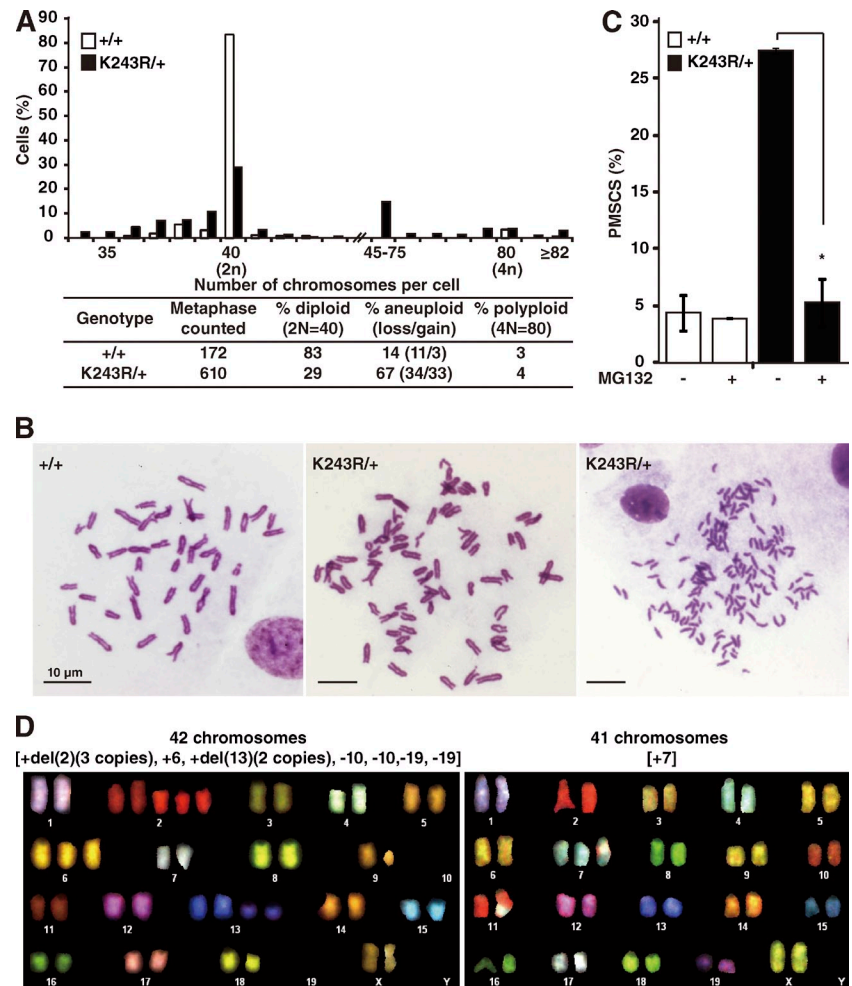 A
90
80
70
60
50
40
30
20
10
0
Cells (%)
+/+
K243R/+
35 40 45-75 80 ≥82
(2n) (4n)
Number of chromosomes per cell
Genotype Metaphase counted % diploid (2N=40) % aneuploid (loss/gain) % polyploid (4N=80)
+/+ 172 83 14 (11/3) 3
K243R/+ 610 29 67 (34/33) 4
C
30
25
20
15
10
5
0
PMSCS (%)
+/+
K243R/+
*
MG132 - + - +
B
+/+
10 µm
K243R/+
K243R/+
D
42 chromosomes
[+del(2)(3 copies), +6, +del(13)(2 copies), -10, -10,-19, -19]
1 2 3 4 5
6 7 8 9 10
11 12 13 14 15
16 17 18 19 X Y
41 chromosomes
[+7]
1 2 3 4 5
6 7 8 9 10
11 12 13 14 15
16 17 18 19 X Y